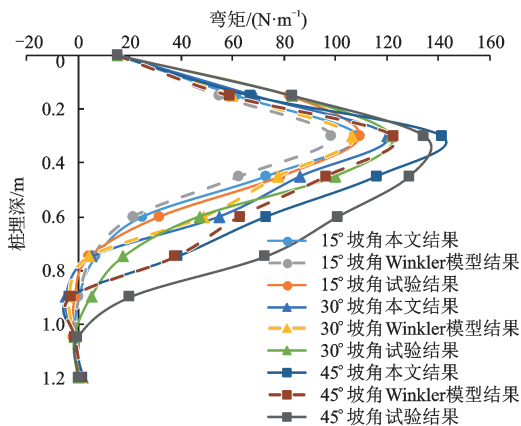 弯矩/(N·m⁻¹)
−20 0 20 40 60 80 100 120 140 160
0
0.2
0.4
0.6
0.8
1.0
1.2
桩埋深/m
15°坡角本文结果
15°坡角Winkler模型结果
15°坡角试验结果
30°坡角本文结果
30°坡角Winkler模型结果
30°坡角试验结果
45°坡角本文结果
45°坡角Winkler模型结果
45°坡角试验结果